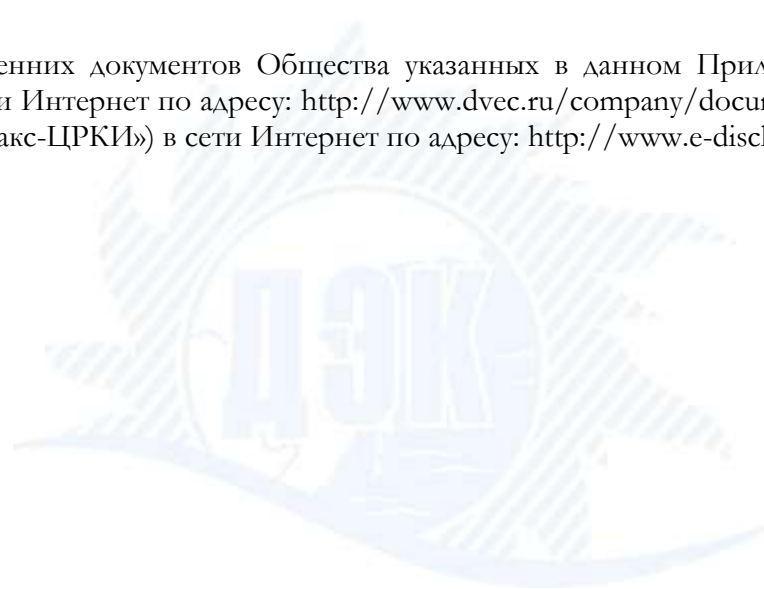 енних документов Общества указанных в данном Прил
и Интернет по адресу: http://www.dvec.ru/company/docu
акс-ЦРКИ») в сети Интернет по адресу: http://www.e-disc
ДЭК